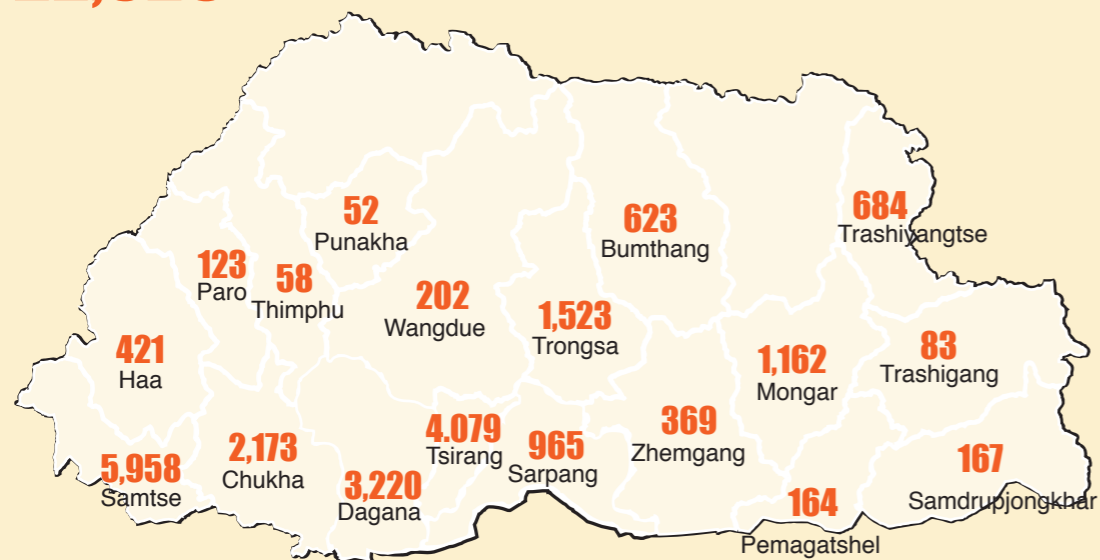 52
Punakha
623
Bumthang
684
Trashiyangtse
123
Paro
58
Thimphu
202
Wangdue
1,523
Trongsa
421
Haa
1,162
Mongar
83
Trashigang
5,958
Samtse
2,173
Chukha
3,220
Dagana
4.079
Tsirang
965
Sarpang
369
Zhemgang
164
Pemagatshel
167
Samdrupjongkhar